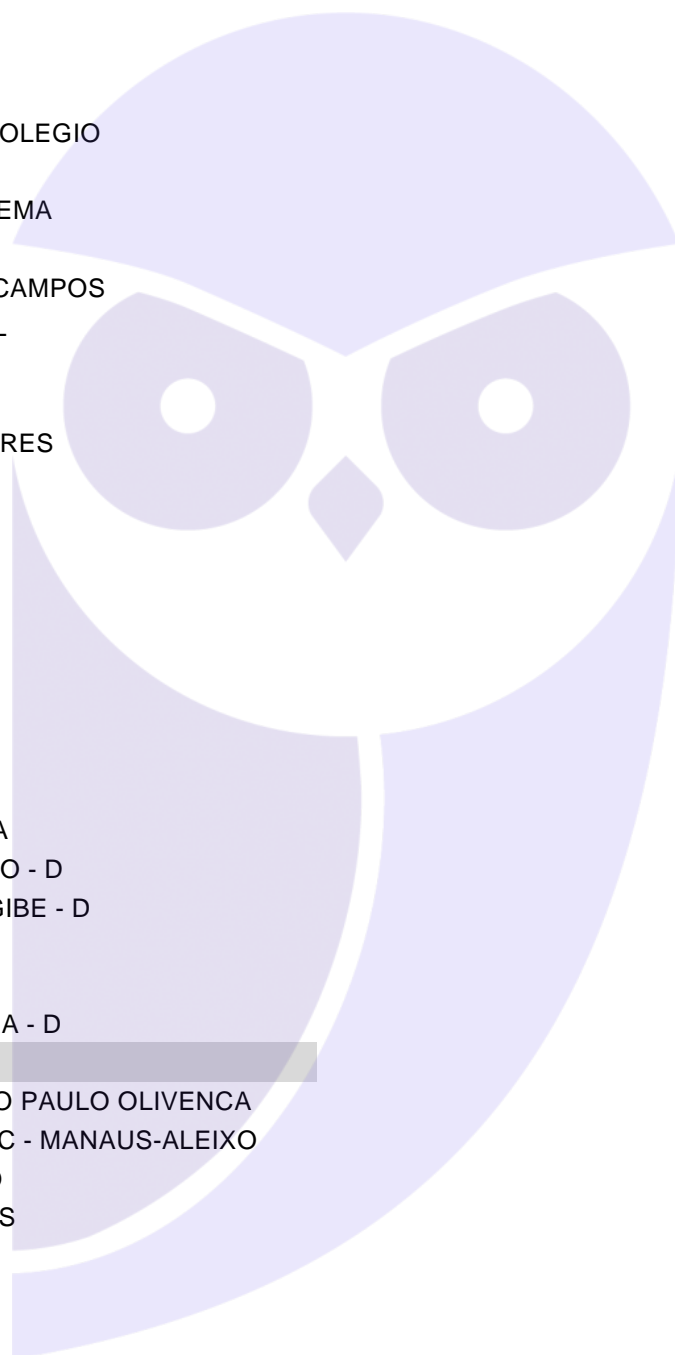 OLEGIO
EMA
CAMPOS
-
RES
A
O - D
GIBE - D
A - D
O PAULO OLIVENCA
C - MANAUS-ALEIXO
O
S